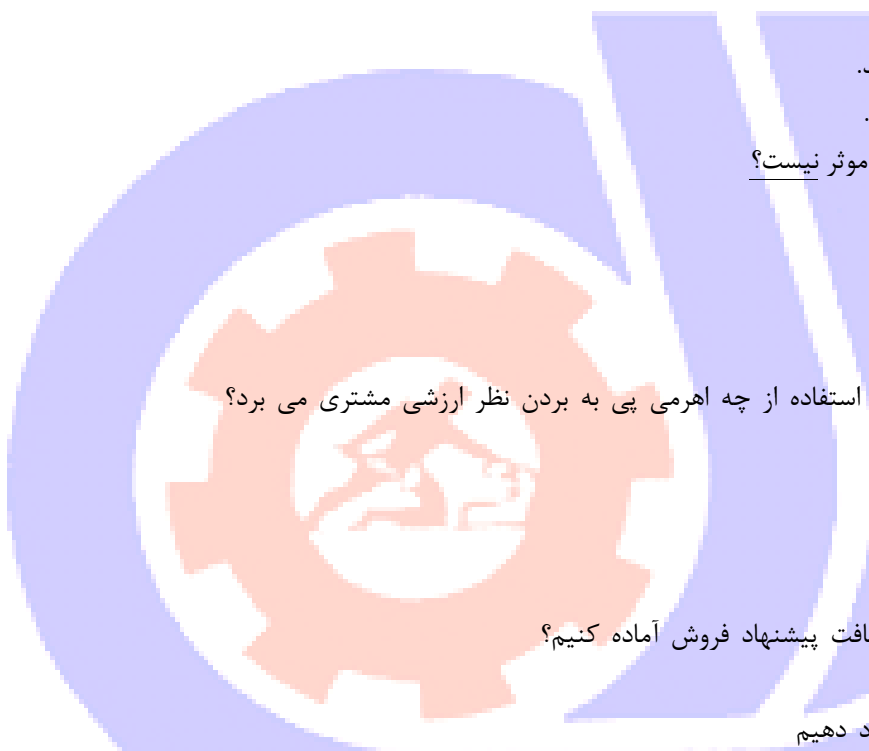 موثر نیست؟
استفاده از چه اهرمی پی به بردن نظر ارزشی مشتری می برد؟
پیشنهاد فروش آماده کنیم؟
دهیم